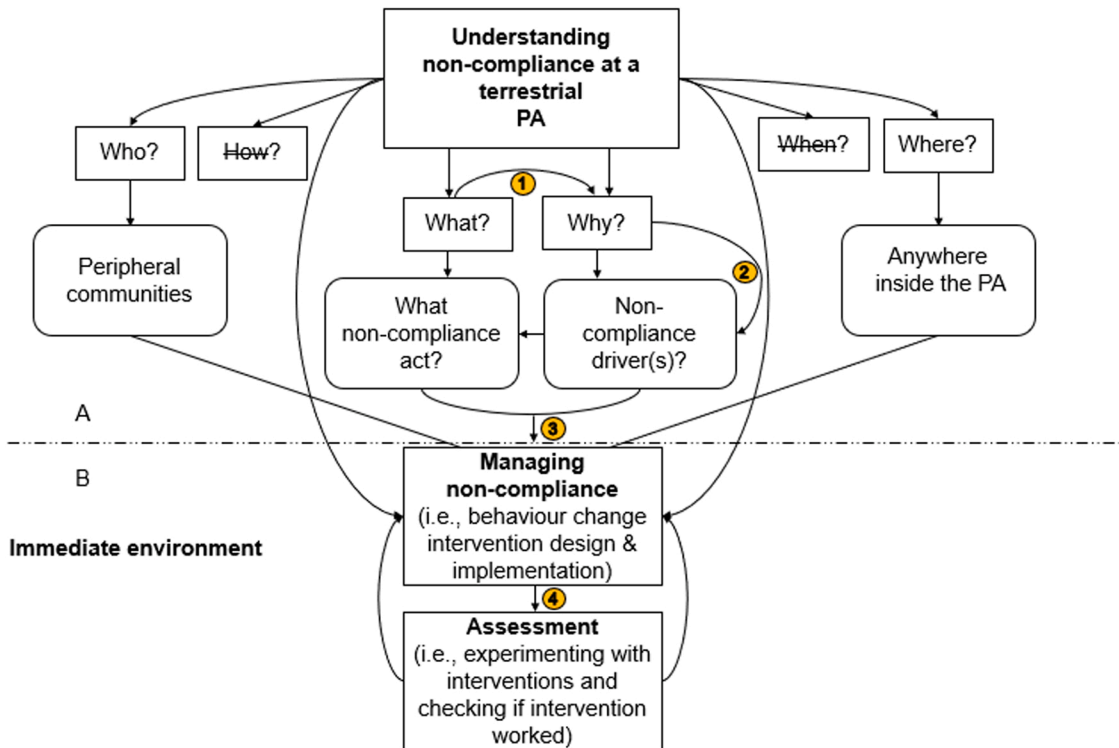 Understanding
non-compliance at a
terrestrial
PA
Who?
How?
When?
Where?
1
What?
Why?
2
Peripheral
communities
What
non-compliance
act?
Non-
compliance
driver(s)?
Anywhere
inside the PA
A
3
B
Managing
non-compliance
(i.e., behaviour change
intervention design &
implementation)
Immediate environment
4
Assessment
(i.e., experimenting with
interventions and
checking if intervention
worked)